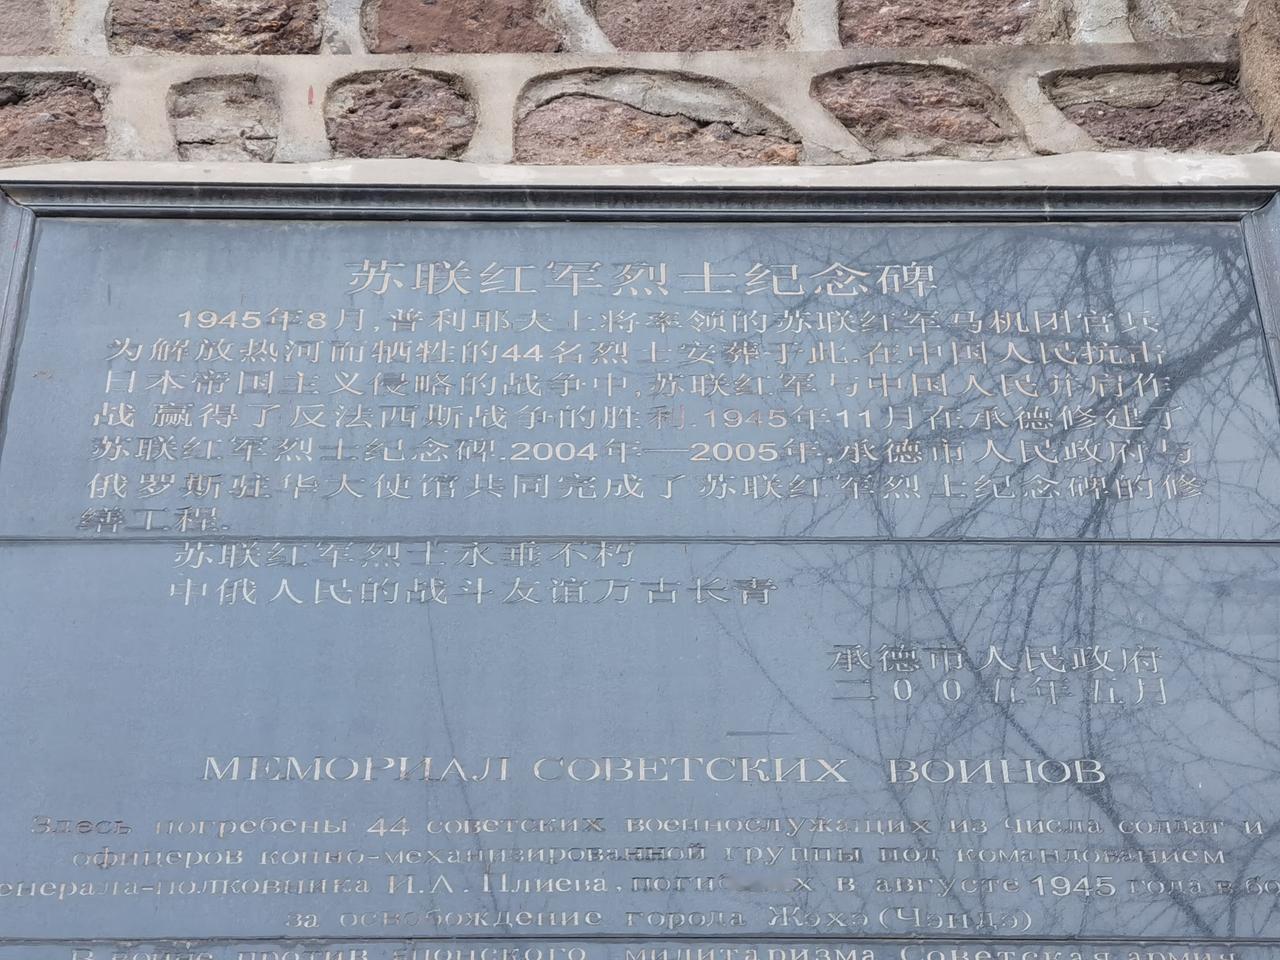 苏联红军烈士纪念碑
1945年8月,普利耶夫上将率领的苏联红军马机团官兵
为解放热河而牺牲的44名烈士安葬于此.在中国人民抗击
日本帝国主义侵略的战争中,苏联红军与中国人民并肩作
战 赢得了反法西斯战争的胜利.1945年11月在承德修建了
苏联红军烈士纪念碑.2004年—2005年,承德市人民政府与
俄罗斯驻华大使馆共同完成了苏联红军烈士纪念碑的修
缮工程.
苏联红军烈士永垂不朽
中俄人民的战斗友谊万古长青
承德市人民政府
二00五年五月
МЕМОРИАЛ СОВЕТСКИХ ВОИНОВ
Здесь погребены 44 советских военнослужащих из числа солдат и
офицеров конно-механизированной группы под командованием
енерала-полковника И.А. Плиева, в августе 1945 года в бо
за освобождение города Жэхэ (Чэндэ)
В войне против японского милитаризма Советская армия